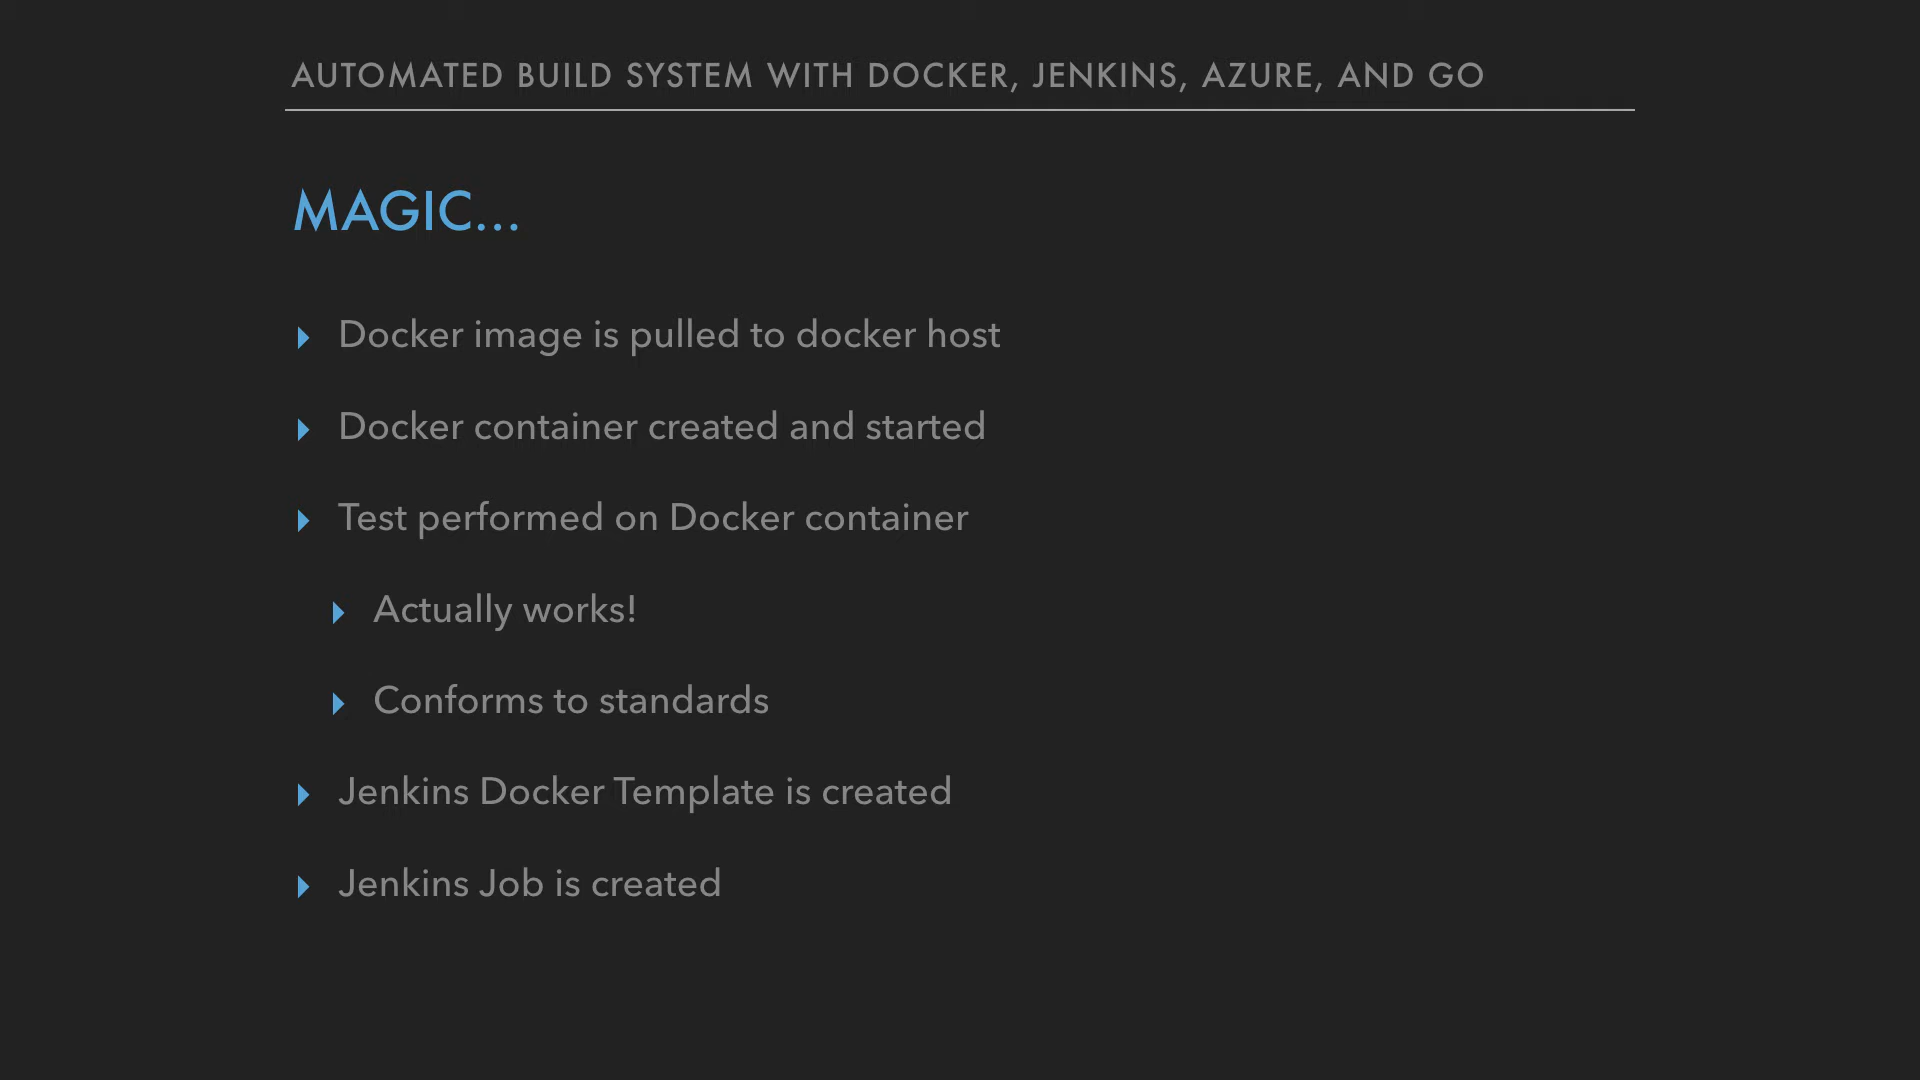 AUTOMATED BUILD SYSTEM WITH DOCKER, JENKINS, AZURE, AND GO
MAGIC...
Docker image is pulled to docker host
Docker container created and started
Test performed on Docker container
Actually works!
Conforms to standards
Jenkins Docker Template is created
Jenkins Job is created